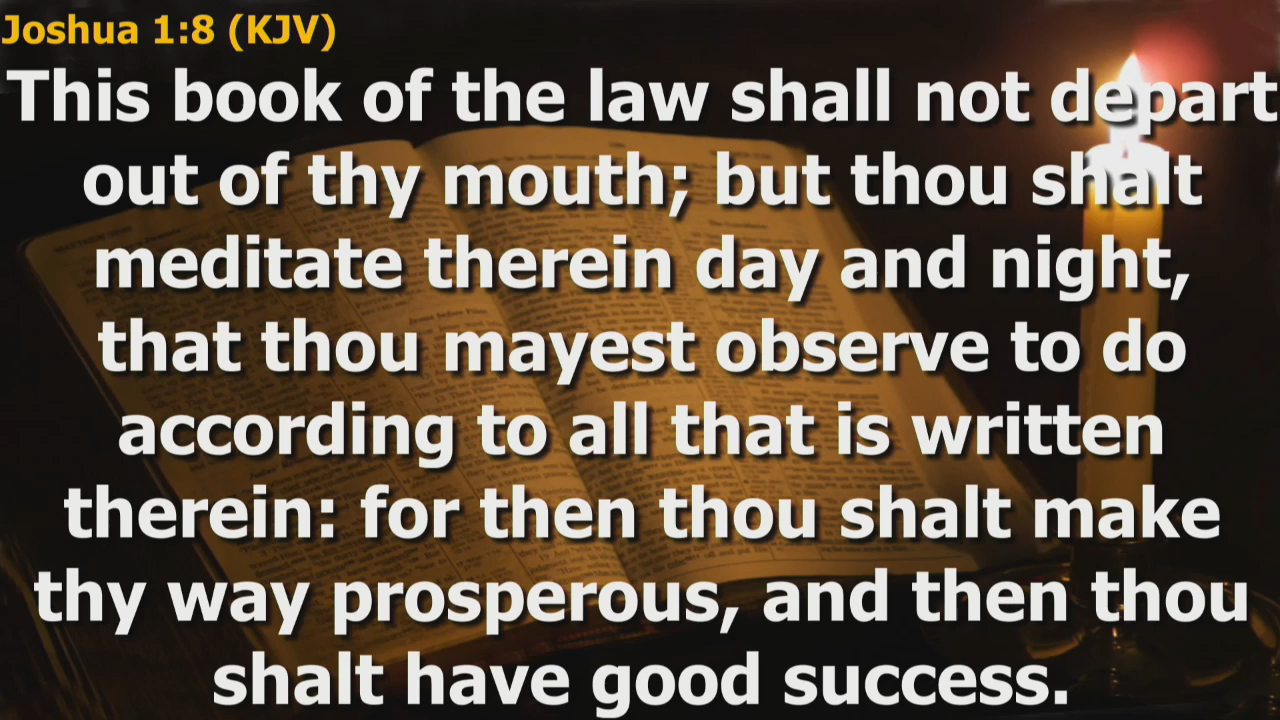 Joshua 1:8 (KJV)
This book of the law shall not depart
out of thy mouth; but thou shalt
meditate therein day and night,
that thou mayest observe to do
according to all that is written
therein: for then thou shalt make
thy way prosperous, and then thou
shalt have good success.